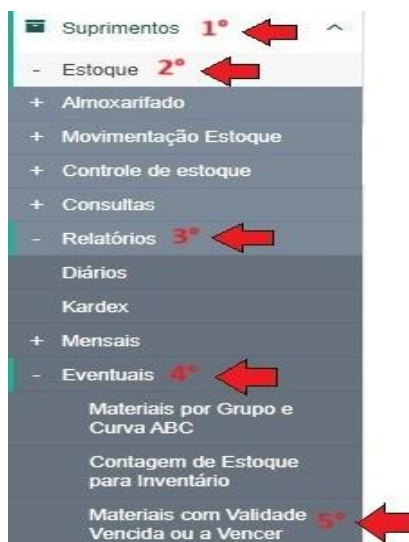 Suprimentos 1°
- Estoque 2°
+ Almoxarifado
+ Movimentação Estoque
+ Controle de estoque
+ Consultas
- Relatórios 3°
Diários
Kardex
+ Mensais
- Eventuais 4°
Materiais por Grupo e
Curva ABC
Contagem de Estoque
para Inventário
Materiais com Validade 5°
Vencida ou a Vencer